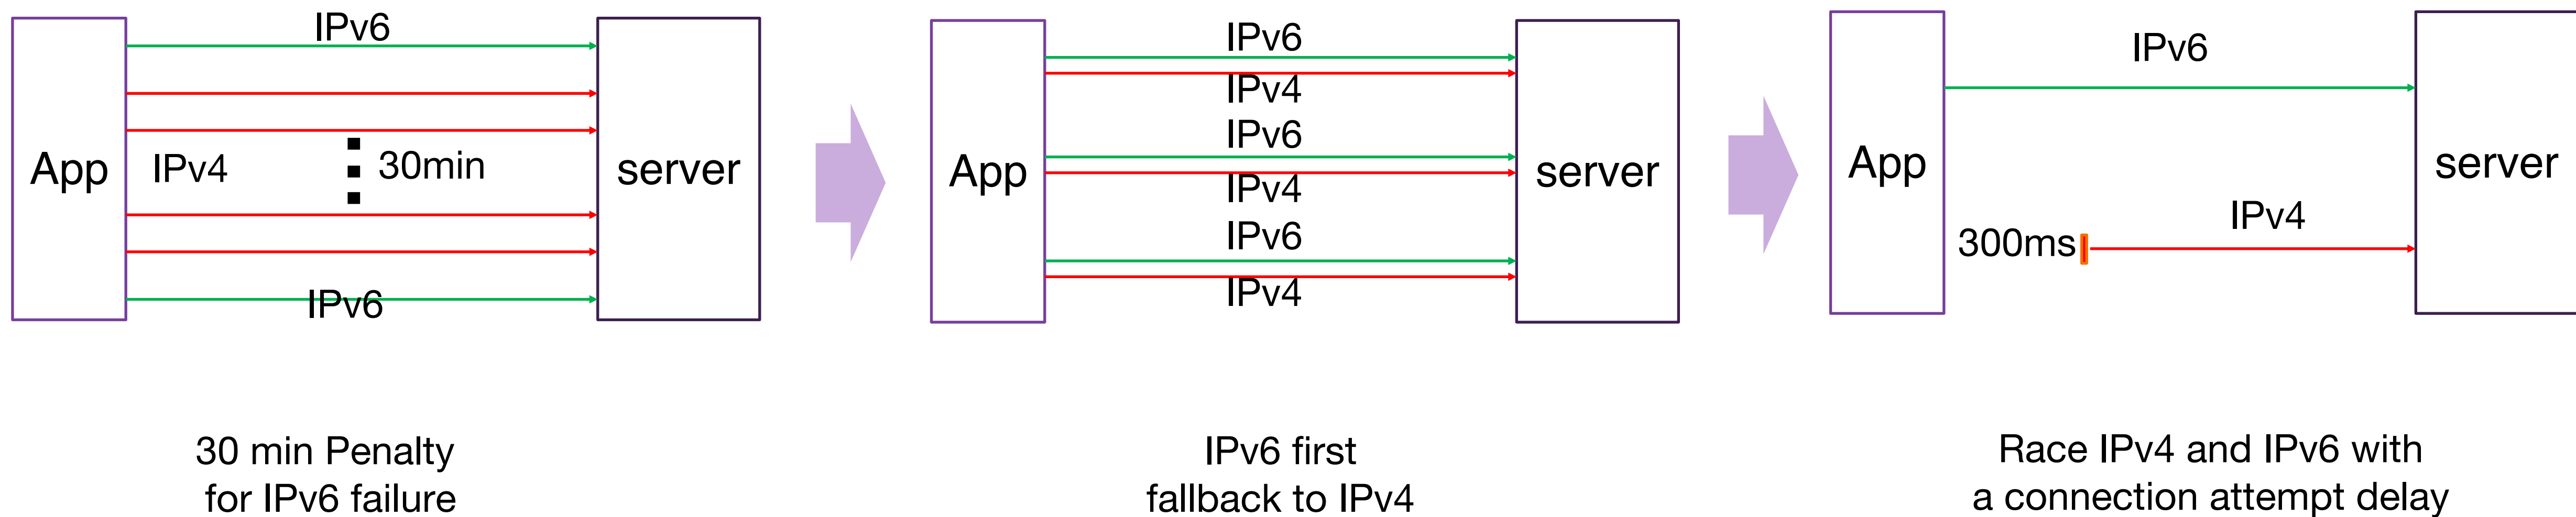 IPv6
App
IPv4
30min
server
IPv6
30 min Penalty
for IPv6 failure
IPv6
IPv4
IPv6
App
server
IPv4
IPv6
IPv4
IPv6 first
fallback to IPv4
IPv6
App
server
IPv4
300ms
Race IPv4 and IPv6 with
a connection attempt delay